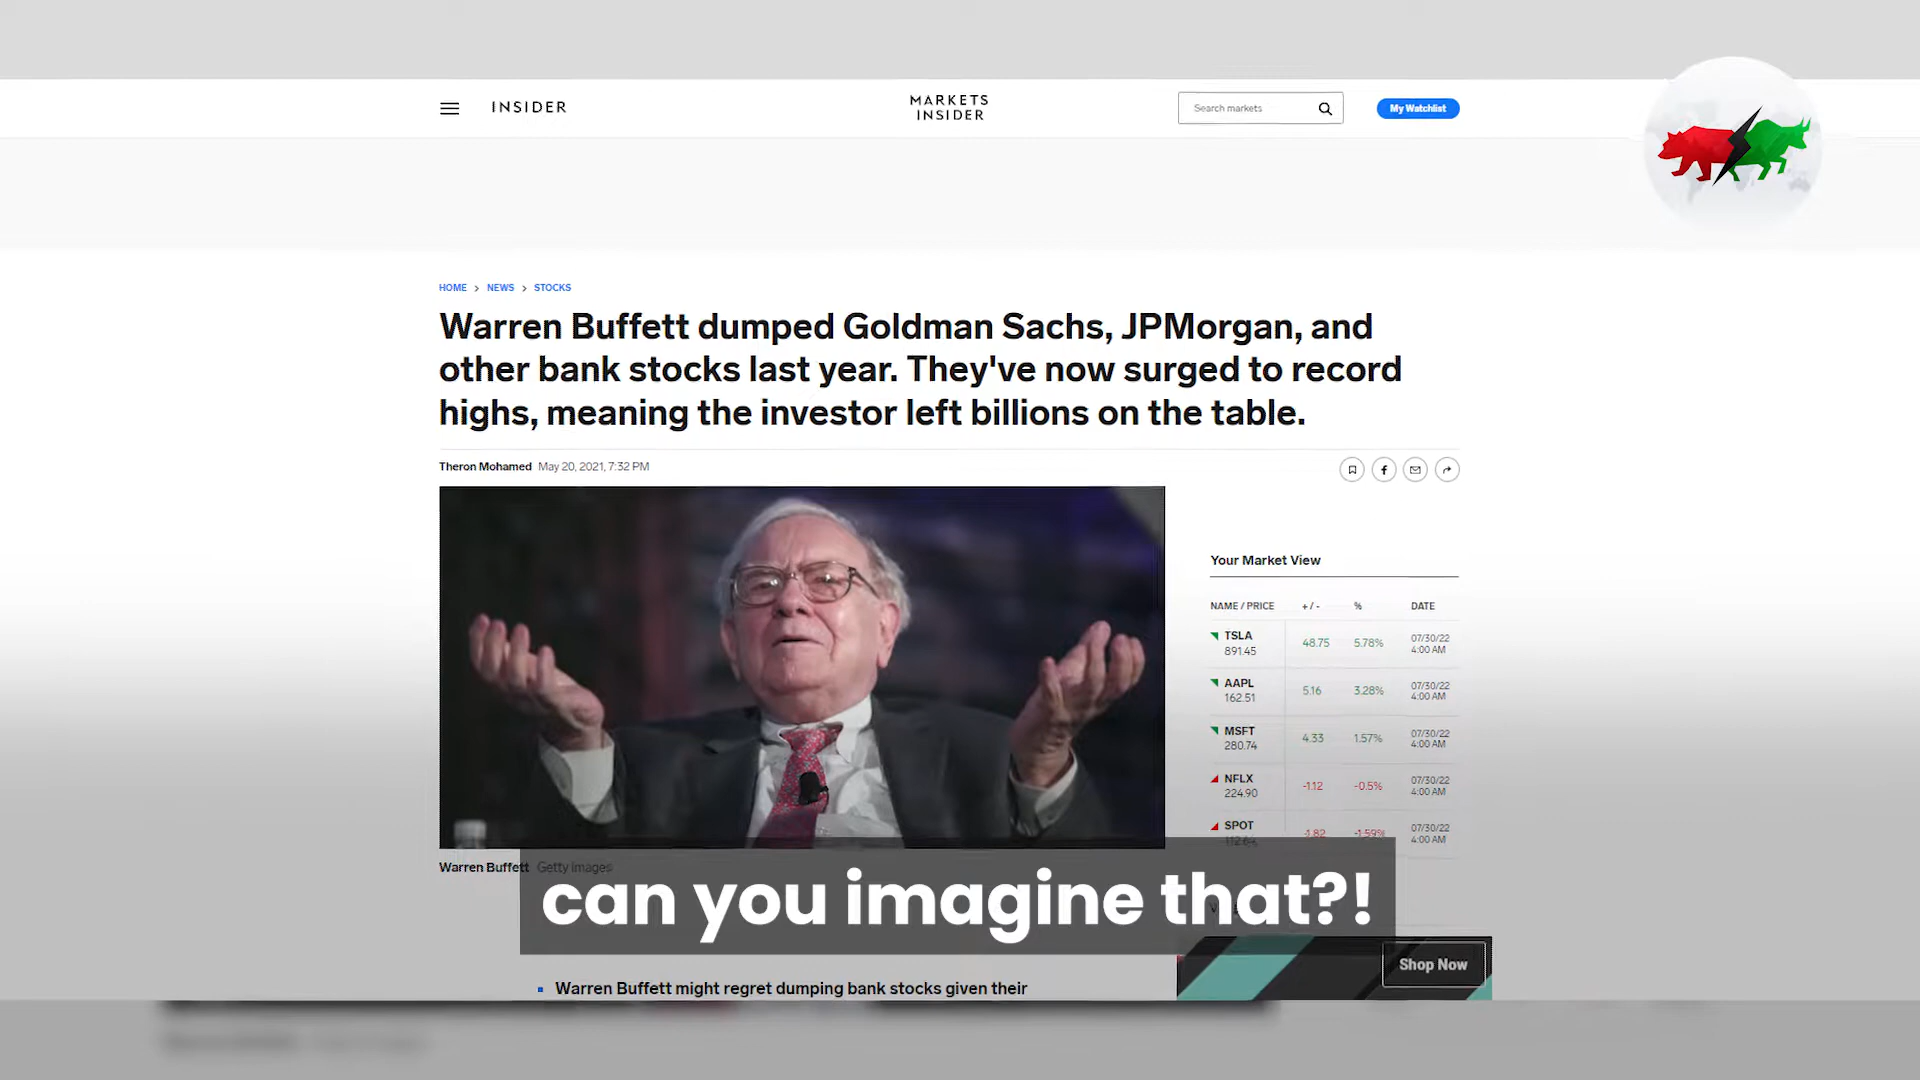 INSIDER
MARKETS
INSIDER
Search markets
My Watchlist
HOME > NEWS > STOCKS
Warren Buffett dumped Goldman Sachs, JPMorgan, and
other bank stocks last year. They've now surged to record
highs, meaning the investor left billions on the table.
Theron Mohamed May 20, 2021, 7:32 PM
Your Market View
NAME / PRICE + / - % DATE
TSLA
891.45
48.75 5.78%
07/30/22
4:00 AM
AAPL
162.51
5.16 3.28%
07/30/22
4:00 AM
MSFT
280.74
4.33 1.57%
07/30/22
4:00 AM
NFLX
224.90
-1.12 -0.5%
07/30/22
4:00 AM
SPOT
112.64
-1.82 -1.59%
07/30/22
4:00 AM
Warren Buffett Getty Images
can you imagine that?!
Shop Now
Warren Buffett might regret dumping bank stocks given their